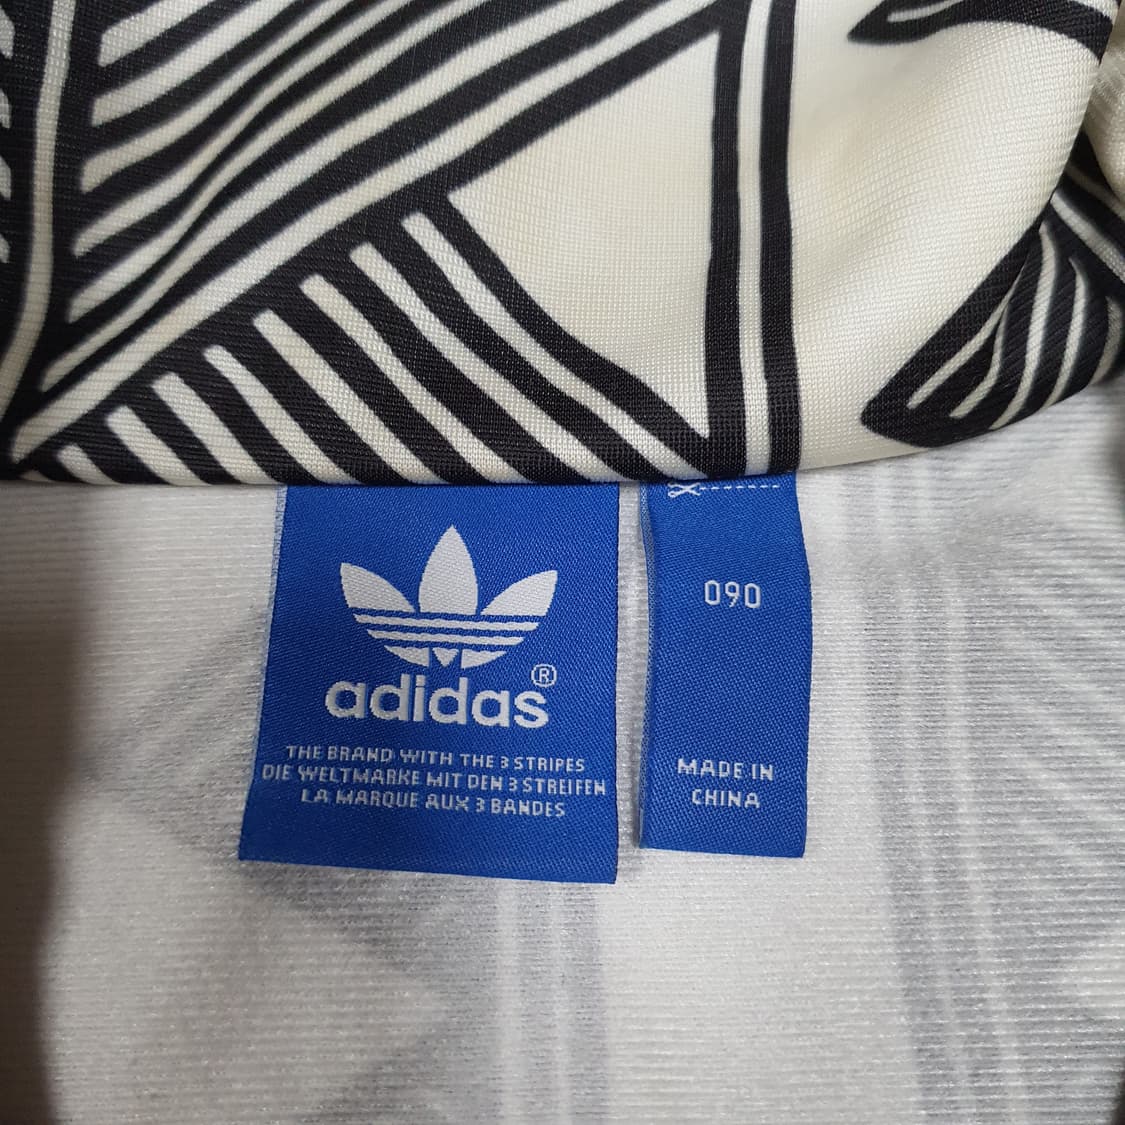 adidas®
THE BRAND WITH THE 3 STRIPES
DIE WELTMARKE MIT DEN 3 STREIFEN
LA MARQUE AUX 3 BANDES
090
MADE IN
CHINA